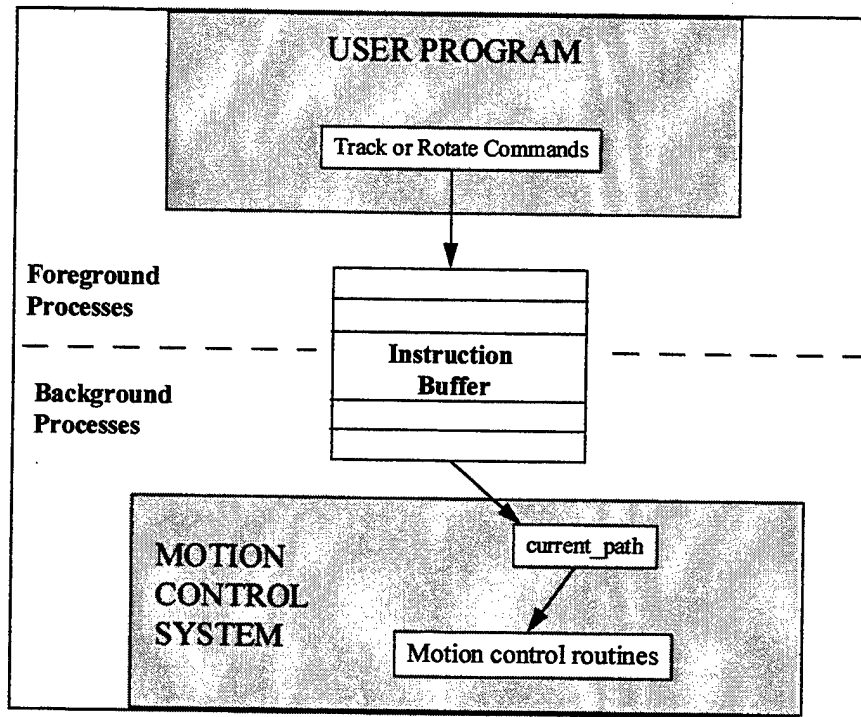 USER PROGRAM
Track or Rotate Commands
Foreground
Processes
Instruction
Buffer
Background
Processes
current_path
MOTION
CONTROL
SYSTEM
Motion control routines